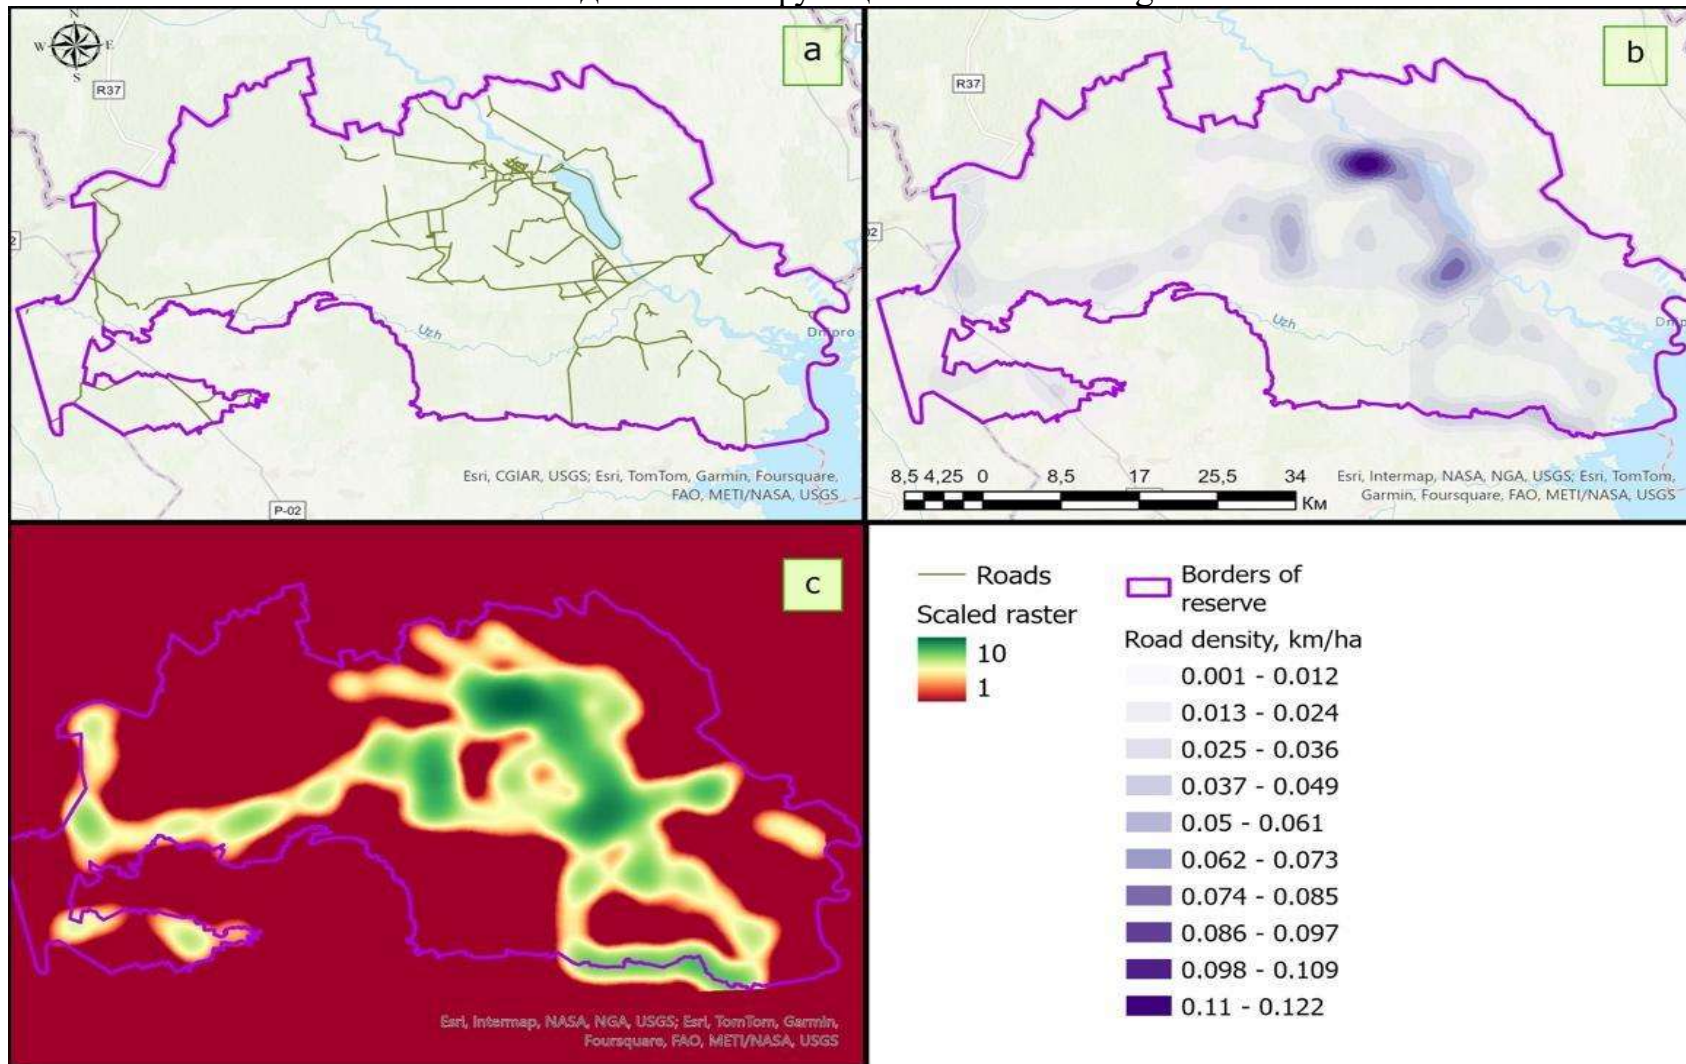 N
W E
S
a
R37
Uzh
Dnipro
Esri, CGIAR, USGS; Esri, TomTom, Garmin, Foursquare,
FAO, METI/NASA, USGS
P-02
b
R37
Uzh
8,5 4,25 0 8,5 17 25,5 34
Км
Esri, Intermap, NASA, NGA, USGS; Esri, TomTom,
Garmin, Foursquare, FAO, METI/NASA, USGS
c
Esri, Intermap, NASA, NGA, USGS; Esri, TomTom, Garmin,
Foursquare, FAO, METI/NASA, USGS
Roads
Scaled raster
10
1
Borders of
reserve
Road density, km/ha
0.001 - 0.012
0.013 - 0.024
0.025 - 0.036
0.037 - 0.049
0.05 - 0.061
0.062 - 0.073
0.074 - 0.085
0.086 - 0.097
0.098 - 0.109
0.11 - 0.122